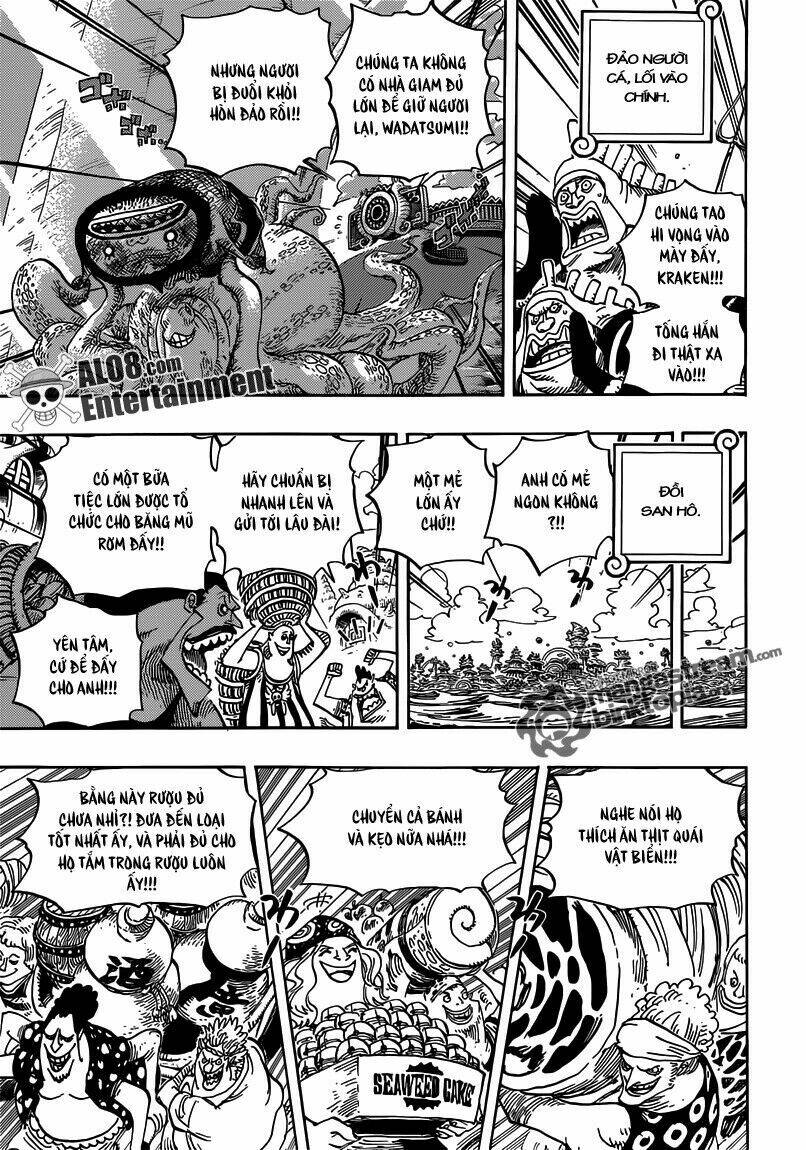 ĐẢO NGƯỜI
CÁ, LỐI VÀO
CHÍNH.
CHÚNG TAO
HI VỌNG VÀO
MÀY ĐẤY,
KRAKEN!!!
TỐNG HẮN
ĐI THẬT XA
VÀO!!!
CHÚNG TA KHÔNG
CÓ NHÀ GIAM ĐỦ
LỚN ĐỂ GIỮ NGƯỜI
LẠI, WADATSUMI!!
NHƯNG NGƯỜI
BỊ ĐUỔI KHỎI
HÒN ĐẢO RỒI!!
AL08.com
Entertainment
ĐỒI
SAN HÔ.
ANH CÓ MẺ
NGON KHÔNG
?!!
MỘT MẺ
LỚN ẤY
CHỨ!!
HÃY CHUẨN BỊ
NHANH LÊN VÀ
GỬI TỚI LÂU ĐÀI!
CÓ MỘT BỮA
TIỆC LỚN ĐƯỢC TỔ
CHỨC CHO BĂNG MŨ
RƠM ĐẤY!!
YÊN TÂM,
CỨ ĐỂ ĐẤY
CHO ANH!!!
mangastream.com
NGHE NÓI HỌ
THÍCH ĂN THỊT QUÁI
VẬT BIỂN!!!
CHUYỂN CẢ BÁNH
VÀ KẸO NỮA NHÁ!!!
SEAWEED CAKE
BẰNG NÀY RƯỢU ĐỦ
CHƯA NHỈ?! ĐƯA ĐẾN LOẠI
TỐT NHẤT ẤY, VÀ PHẢI ĐỦ CHO
HỌ TẮM TRONG RƯỢU LUÔN
ẤY!!!